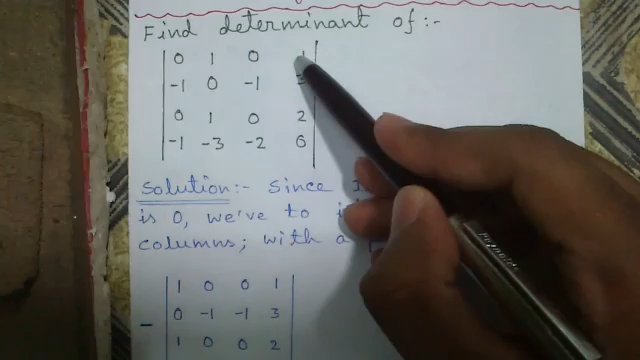 Find determinant of :-
0 1 0 1
-1 0 -1
0 1 0 2
-1 -3 -2 6
Solution:- Since
is 0, we've to
columns; with a
1 0 0 1
- 0 -1 -1 3
1 0 0 2